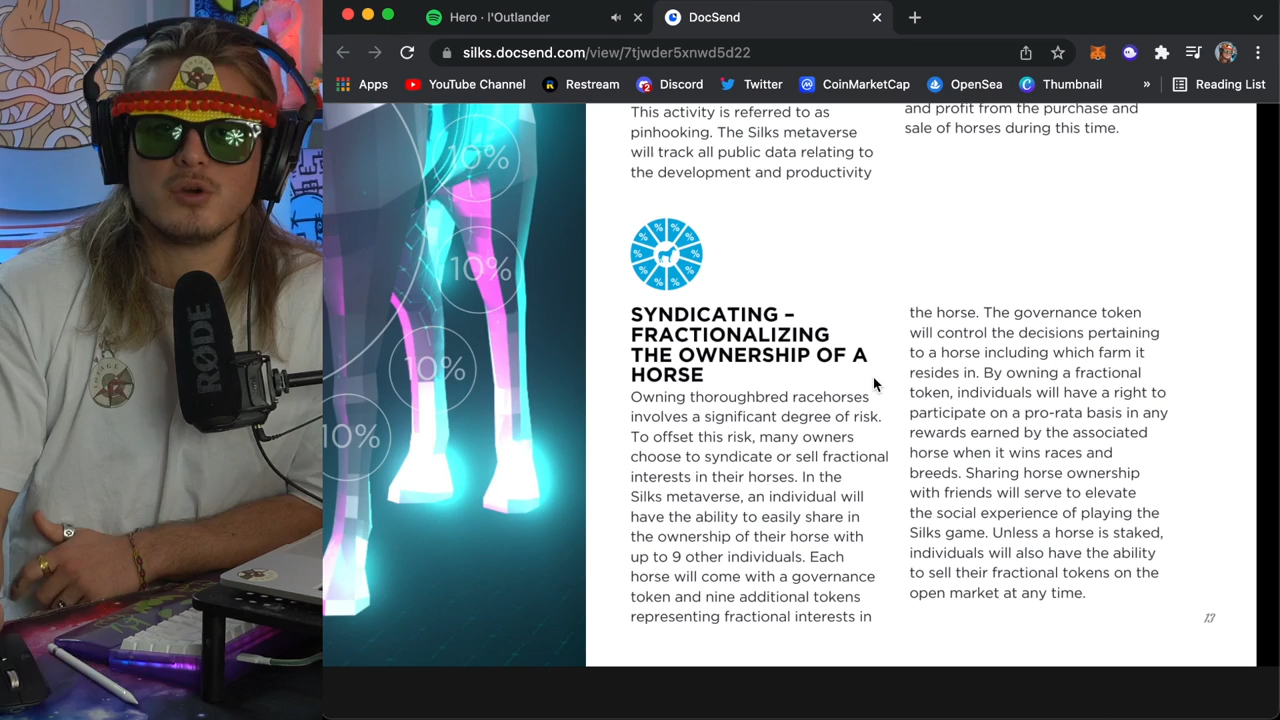 Hero · l'Outlander
DocSend
silks.docsend.com/view/7tjwder5xnwd5d22
Apps
YouTube Channel
Restream
Discord
Twitter
CoinMarketCap
OpenSea
Thumbnail
»
Reading List
This activity is referred to as
pinhooking. The Silks metaverse
will track all public data relating to
the development and productivity
and profit from the purchase and
sale of horses during this time.
10%
10%
10%
10%
SYNDICATING –
FRACTIONALIZING
THE OWNERSHIP OF A
HORSE
Owning thoroughbred racehorses
involves a significant degree of risk.
To offset this risk, many owners
choose to syndicate or sell fractional
interests in their horses. In the
Silks metaverse, an individual will
have the ability to easily share in
the ownership of their horse with
up to 9 other individuals. Each
horse will come with a governance
token and nine additional tokens
representing fractional interests in
the horse. The governance token
will control the decisions pertaining
to a horse including which farm it
resides in. By owning a fractional
token, individuals will have a right to
participate on a pro-rata basis in any
rewards earned by the associated
horse when it wins races and
breeds. Sharing horse ownership
with friends will serve to elevate
the social experience of playing the
Silks game. Unless a horse is staked,
individuals will also have the ability
to sell their fractional tokens on the
open market at any time.
RØDE